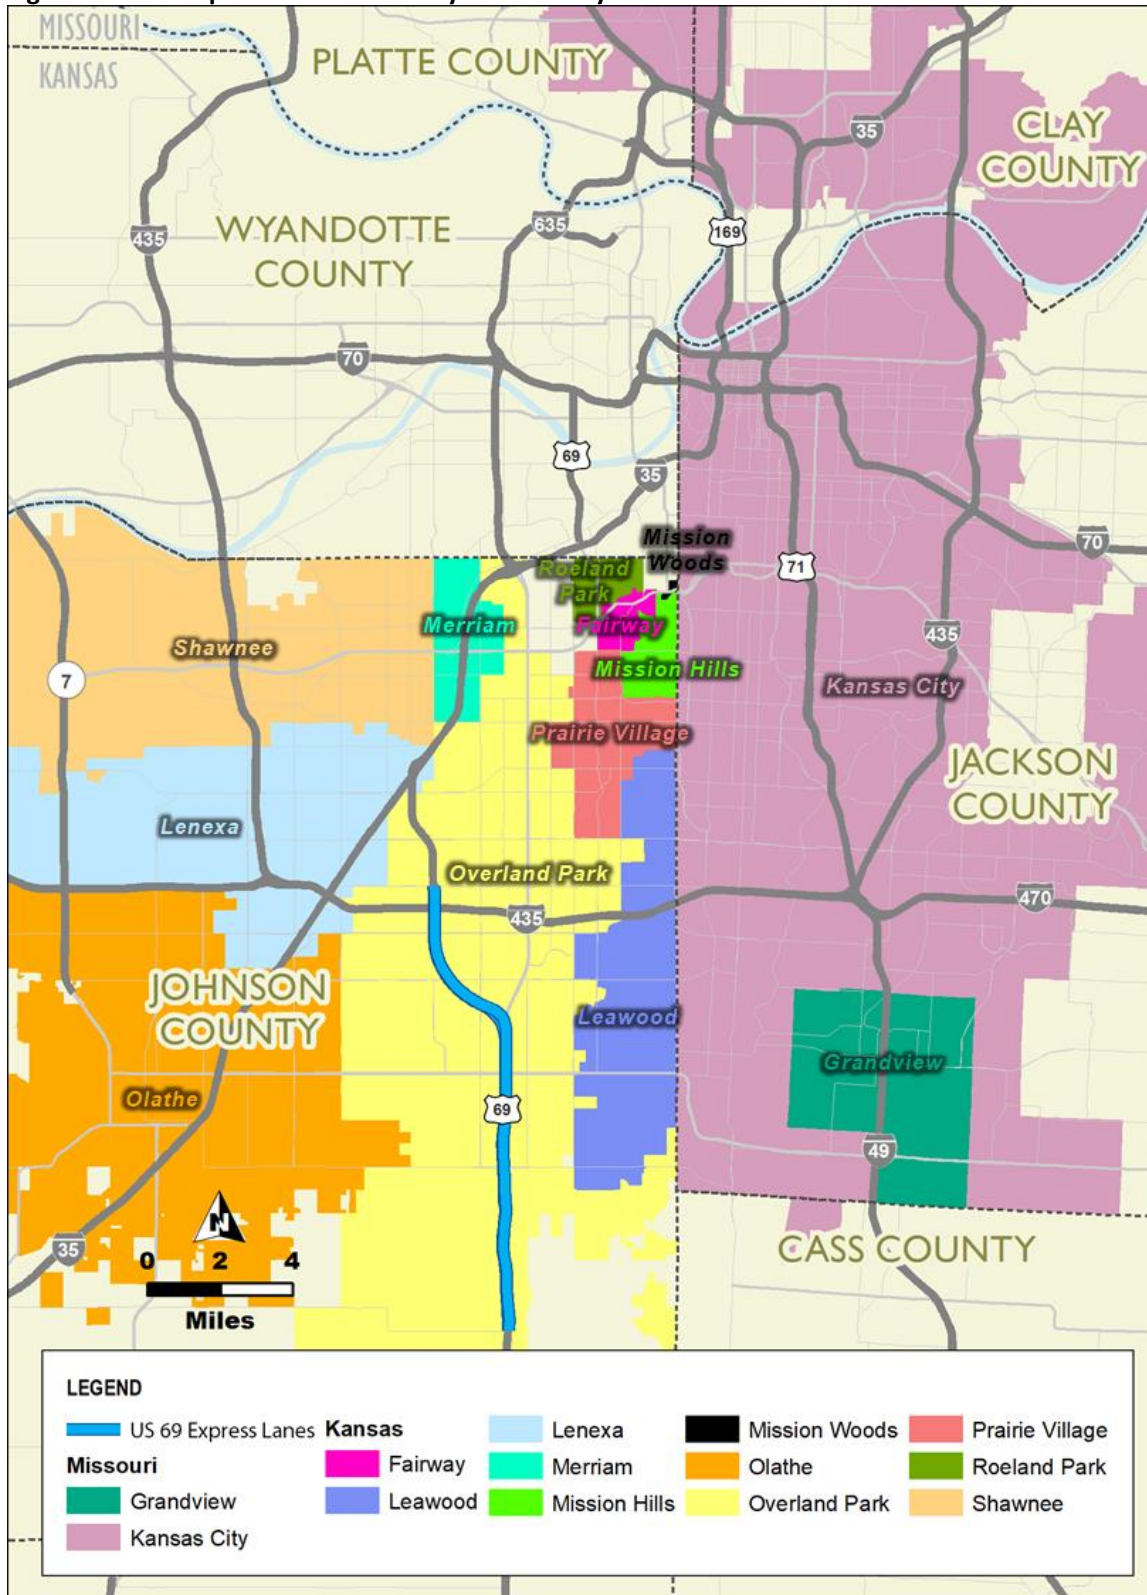 MISSOURI
KANSAS
PLATTE COUNTY
CLAY
COUNTY
35
WYANDOTTE
COUNTY
435
635
169
70
69
35
Mission
Woods
70
71
Roeland
Park
Merriam
Fairway
435
Shawnee
Mission Hills
7
Kansas City
Prairie Village
JACKSON
COUNTY
Lenexa
Overland Park
435
470
JOHNSON
COUNTY
Leawood
Grandview
Olathe
69
49
N
35
0 2 4
Miles
CASS COUNTY
LEGEND
US 69 Express Lanes
Missouri
Grandview
Kansas City
Kansas
Fairway
Leawood
Lenexa
Merriam
Mission Hills
Mission Woods
Olathe
Overland Park
Prairie Village
Roeland Park
Shawnee